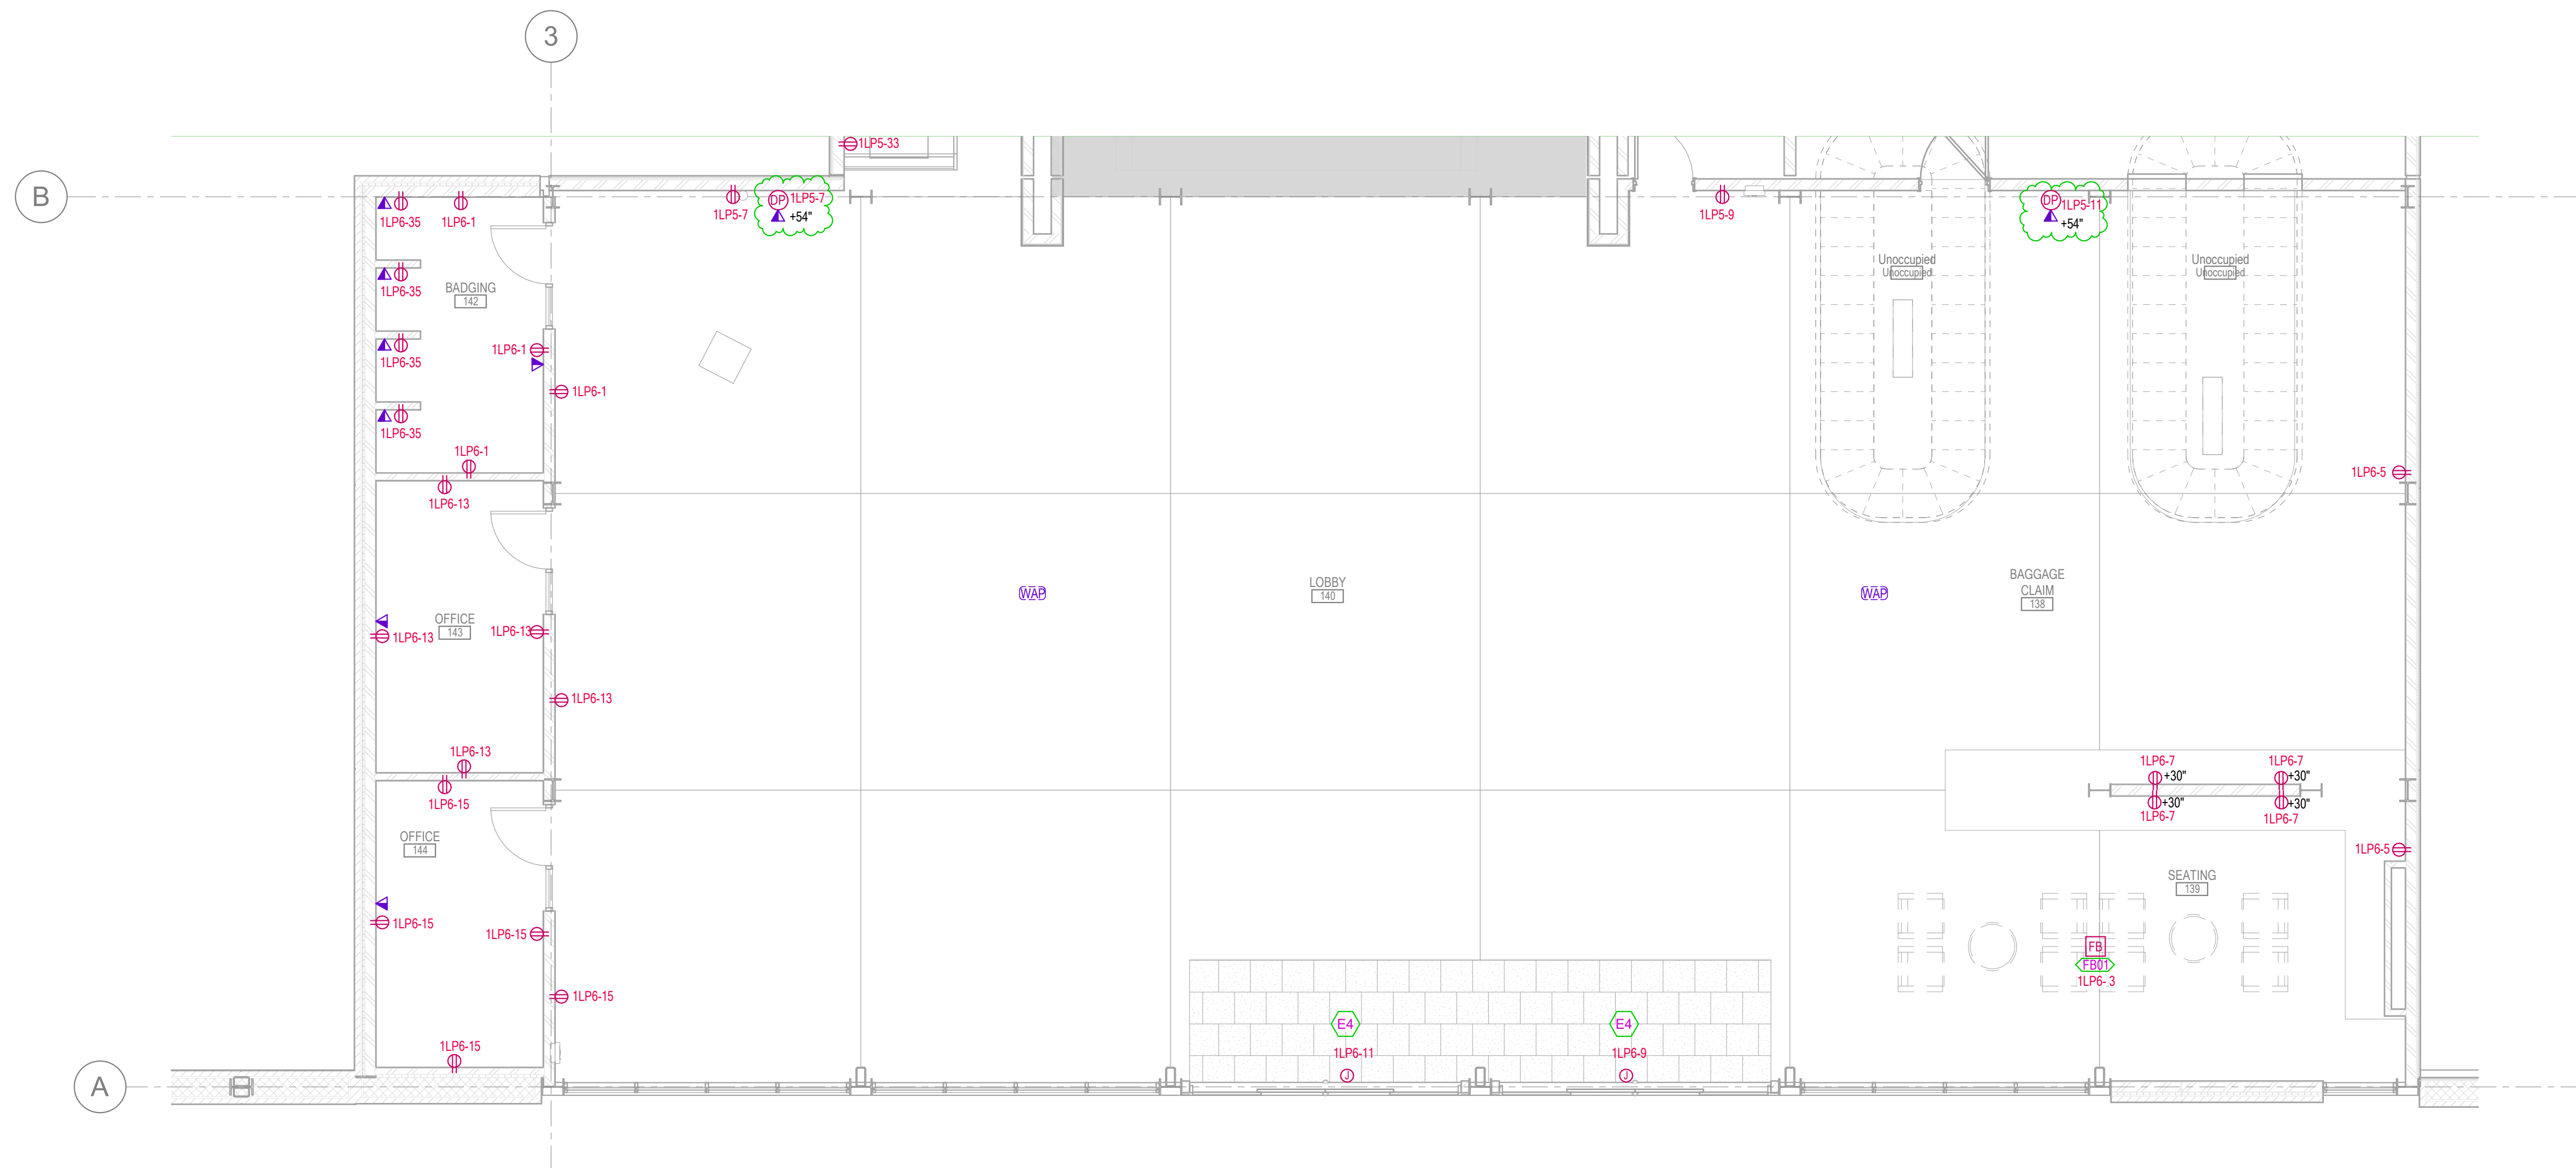 3
B
1LP5-33
1LP6-35
1LP6-1
1LP5-7
DP
1LP5-7
+54"
1LP5-9
DP
1LP5-11
+54"
1LP6-35
BADGING
142
Unoccupied
Unoccupied
Unoccupied
Unoccupied
1LP6-35
1LP6-1
1LP6-1
1LP6-35
1LP6-1
1LP6-13
1LP6-5
WAP
LOBBY
140
WAP
BAGGAGE
CLAIM
138
OFFICE
143
1LP6-13
1LP6-13
1LP6-13
1LP6-13
1LP6-15
1LP6-7
+30"
1LP6-7
+30"
+30"
1LP6-7
+30"
1LP6-7
OFFICE
144
1LP6-5
SEATING
139
1LP6-15
1LP6-15
1LP6-15
FB
FB01
1LP6-.3
E4
E4
1LP6-11
1LP6-9
J
J
1LP6-15
A